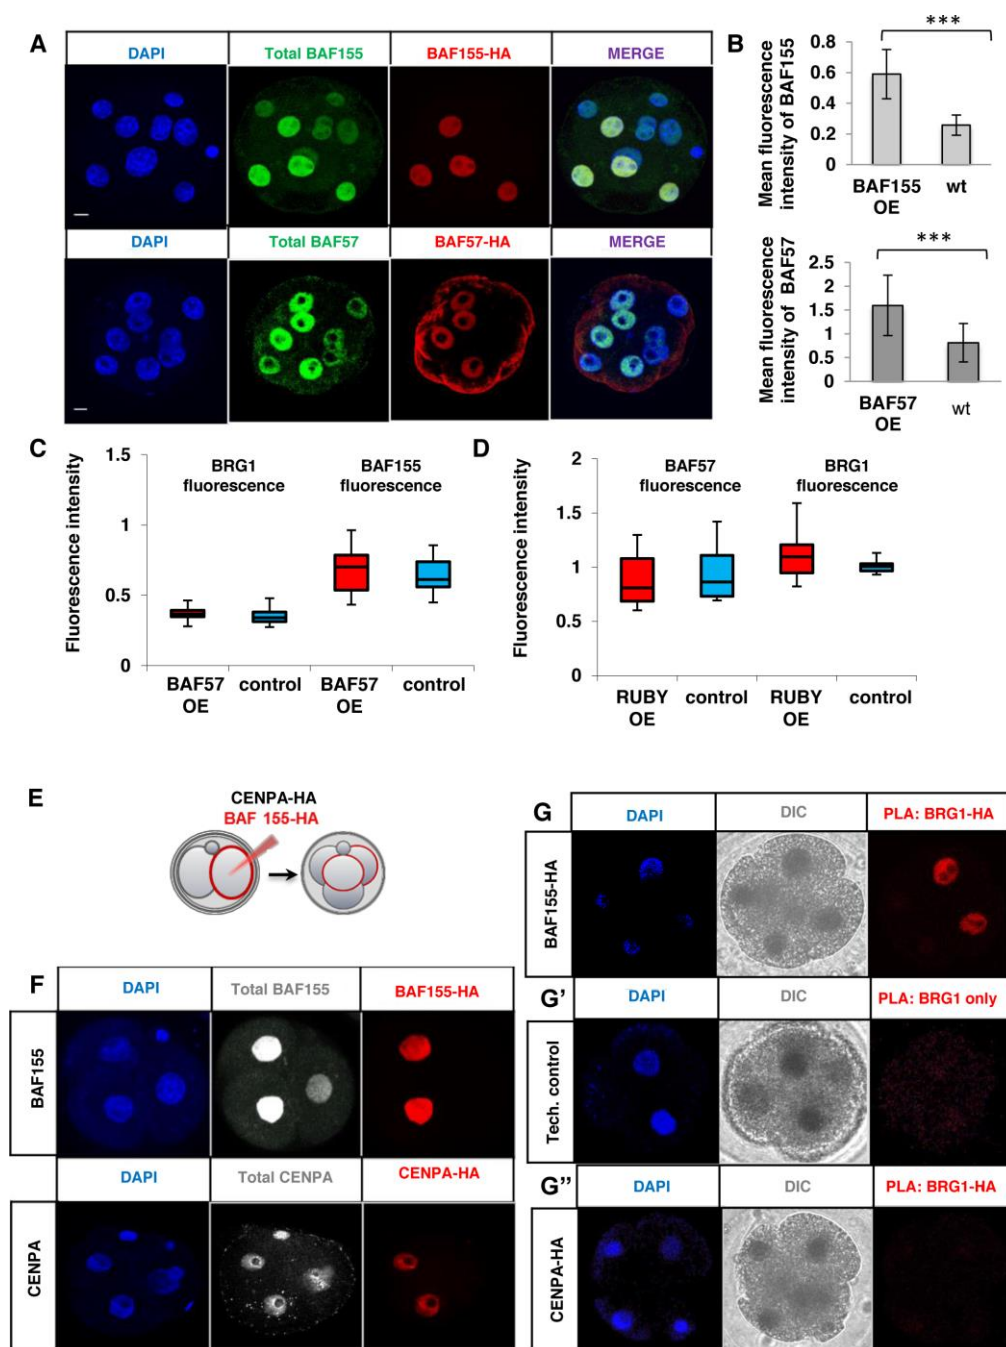 A
DAPI
Total BAF155
BAF155-HA
MERGE
DAPI
Total BAF57
BAF57-HA
MERGE
B
***
Mean fluorescence
intensity of BAF155
0.8
0.6
0.4
0.2
0
BAF155
OE
wt
***
Mean fluorescence
intensity of BAF57
2.5
2
1.5
1
0.5
0
BAF57
OE
wt
C
Fluorescence intensity
1.5
1
0.5
0
BRG1
fluorescence
BAF155
fluorescence
BAF57
OE
control
BAF57
OE
control
D
Fluorescence intensity
2
1.5
1
0.5
0
BAF57
fluorescence
BRG1
fluorescence
RUBY
OE
control
RUBY
OE
control
E
CENPA-HA
BAF 155-HA
F
DAPI
Total BAF155
BAF155-HA
BAF155
DAPI
Total CENPA
CENPA-HA
CENPA
G
DAPI
DIC
PLA: BRG1-HA
BAF155-HA
G'
DAPI
DIC
PLA: BRG1 only
Tech. control
G''
DAPI
DIC
PLA: BRG1-HA
CENPA-HA